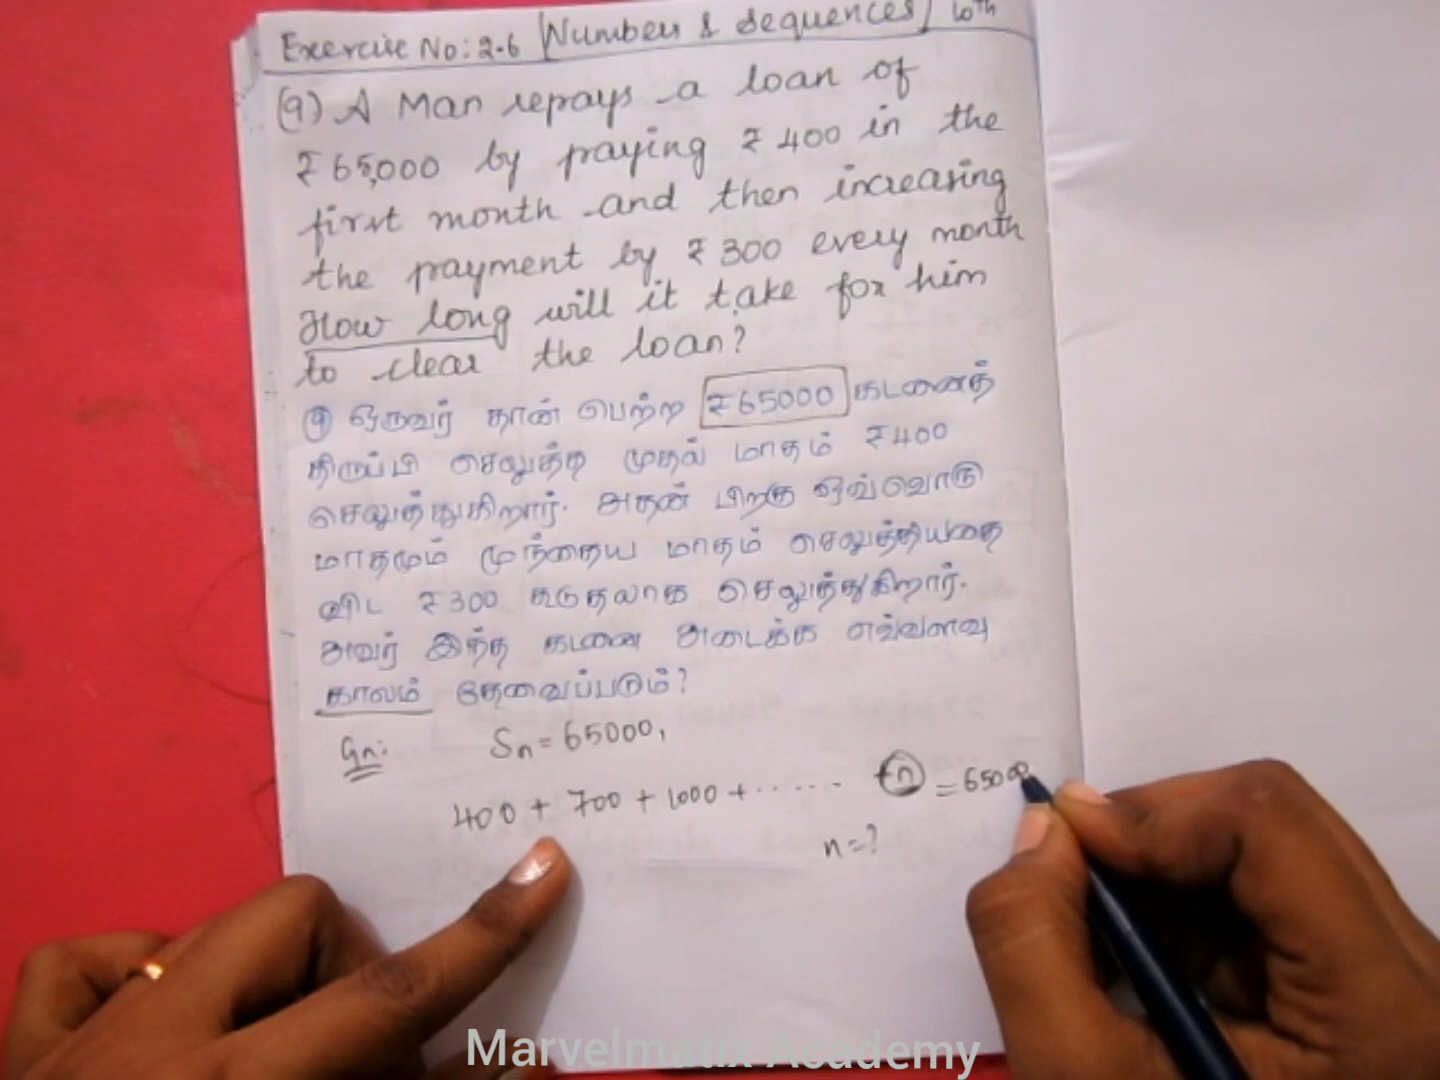 Exercise No: 2.6 Numbers & Sequences 10th
(9) A Man repays a loan of
₹65,000 by paying ₹400 in the
first month and then increasing
the payment by ₹300 every month
How long will it take for him
to clear the loan?
9 ஒருவர் தான் பெற்ற ₹65000 கடனைத்
திருப்பி செலுத்த முதல் மாதம் ₹400
செலுத்துகிறார். அதன் பிறகு ஒவ்வொரு
மாதமும் முந்தைய மாதம் செலுத்தியதை
விட ₹300 கூடுதலாக செலுத்துகிறார்.
அவர் இந்த கடனை அடைக்க எவ்வளவு
காலம் தேவைப்படும்?
Gn: Sn = 65000,
400 + 700 + 1000 + ...... +n = 65000
n = ?
Marvelmatix Academy